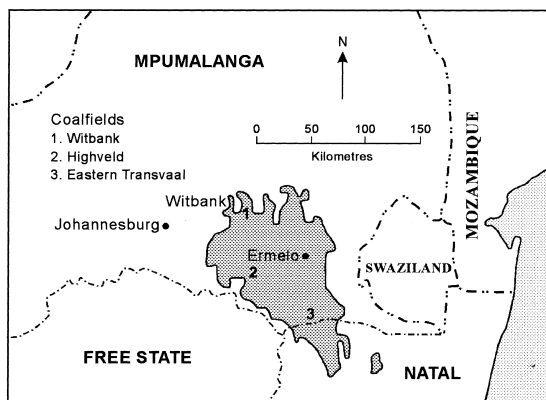 MPUMALANGA
N
Coalfields
1. Witbank
2. Highveld
3. Eastern Transvaal
0 50 100 150
Kilometres
MOZAMBIQUE
Witbank
1
Johannesburg
Ermelo
2
SWAZILAND
3
FREE STATE
NATAL